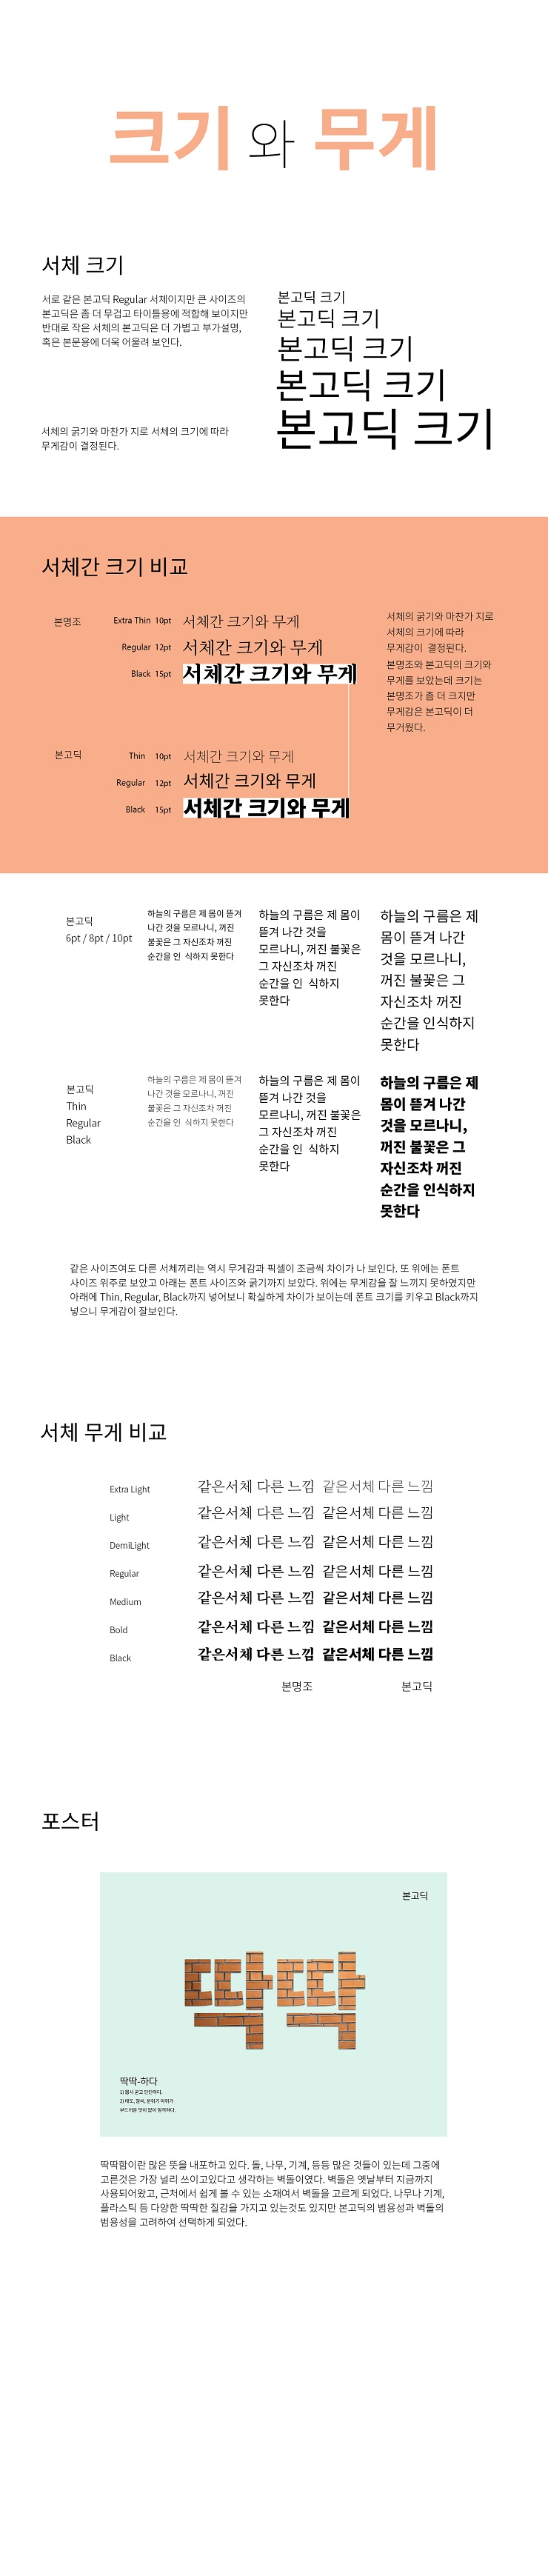 크기 와 무게
서체 크기
서로 같은 본고딕 Regular 서체이지만 큰 사이즈의
본고딕은 좀 더 무겁고 타이틀용에 적합해 보이지만
반대로 작은 서체의 본고딕은 더 가볍고 부가설명,
혹은 본문용에 더욱 어울려 보인다.
서체의 굵기와 마찬가 지로 서체의 크기에 따라
무게감이 결정된다.
본고딕 크기
본고딕 크기
본고딕 크기
본고딕 크기
본고딕 크기
서체간 크기 비교
본명조
Extra Thin 10pt 서체간 크기와 무게
Regular 12pt 서체간 크기와 무게
Black 15pt 서체간 크기와 무게
본고딕
Thin 10pt 서체간 크기와 무게
Regular 12pt 서체간 크기와 무게
Black 15pt 서체간 크기와 무게
서체의 굵기와 마찬가 지로
서체의 크기에 따라
무게감이 결정된다.
본명조와 본고딕의 크기와
무게를 보았는데 크기는
본명조가 좀 더 크지만
무게감은 본고딕이 더
무거웠다.
본고딕
6pt / 8pt / 10pt
하늘의 구름은 제 몸이 뜯겨
나간 것을 모르나니, 꺼진
불꽃은 그 자신조차 꺼진
순간을 인 식하지 못한다
하늘의 구름은 제 몸이
뜯겨 나간 것을
모르나니, 꺼진 불꽃은
그 자신조차 꺼진
순간을 인 식하지
못한다
하늘의 구름은 제
몸이 뜯겨 나간
것을 모르나니,
꺼진 불꽃은 그
자신조차 꺼진
순간을 인식하지
못한다
본고딕
Thin
Regular
Black
하늘의 구름은 제 몸이 뜯겨
나간 것을 모르나니, 꺼진
불꽃은 그 자신조차 꺼진
순간을 인 식하지 못한다
하늘의 구름은 제 몸이
뜯겨 나간 것을
모르나니, 꺼진 불꽃은
그 자신조차 꺼진
순간을 인 식하지
못한다
하늘의 구름은 제
몸이 뜯겨 나간
것을 모르나니,
꺼진 불꽃은 그
자신조차 꺼진
순간을 인식하지
못한다
같은 사이즈여도 다른 서체끼리는 역시 무게감과 픽셀이 조금씩 차이가 나 보인다. 또 위에는 폰트
사이즈 위주로 보았고 아래는 폰트 사이즈와 굵기까지 보았다. 위에는 무게감을 잘 느끼지 못하였지만
아래에 Thin, Regular, Black까지 넣어보니 확실하게 차이가 보이는데 폰트 크기를 키우고 Black까지
넣으니 무게감이 잘보인다.
서체 무게 비교
Extra Light 같은서체 다른 느낌 같은서체 다른 느낌
Light 같은서체 다른 느낌 같은서체 다른 느낌
DemiLight 같은서체 다른 느낌 같은서체 다른 느낌
Regular 같은서체 다른 느낌 같은서체 다른 느낌
Medium 같은서체 다른 느낌 같은서체 다른 느낌
Bold 같은서체 다른 느낌 같은서체 다른 느낌
Black 같은서체 다른 느낌 같은서체 다른 느낌
본명조 본고딕
포스터
본고딕
딱딱
딱딱-하다
1) 몹시 굳고 단단하다.
2) 태도, 말씨, 분위기 따위가
부드러운 맛이 없이 엄격하다.
딱딱함이란 많은 뜻을 내포하고 있다. 돌, 나무, 기계, 등등 많은 것들이 있는데 그중에
고른것은 가장 널리 쓰이고있다고 생각하는 벽돌이였다. 벽돌은 옛날부터 지금까지
사용되어왔고, 근처에서 쉽게 볼 수 있는 소재여서 벽돌을 고르게 되었다. 나무나 기계,
플라스틱 등 다양한 딱딱한 질감을 가지고 있는것도 있지만 본고딕의 범용성과 벽돌의
범용성을 고려하여 선택하게 되었다.